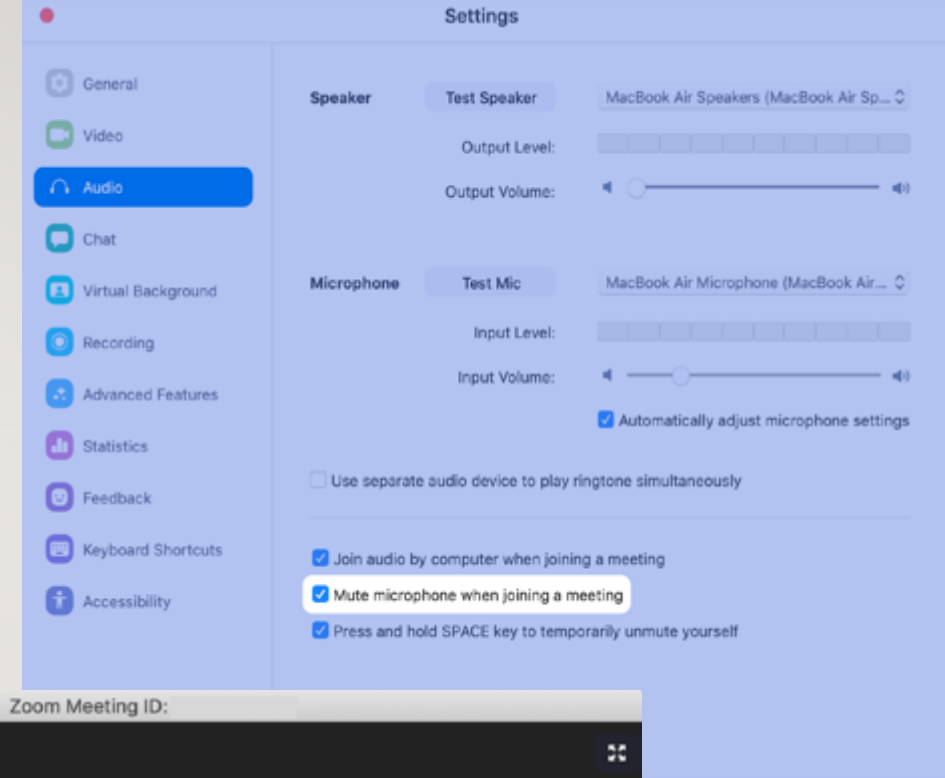 Settings
General
Video
Audio
Chat
Virtual Background
Recording
Advanced Features
Statistics
Feedback
Keyboard Shortcuts
Accessibility
Speaker Test Speaker MacBook Air Speakers (MacBook Air Sp...
Output Level:
Output Volume:
Microphone Test Mic MacBook Air Microphone (MacBook Air...
Input Level:
Input Volume:
Automatically adjust microphone settings
Use separate audio device to play ringtone simultaneously
Join audio by computer when joining a meeting
Mute microphone when joining a meeting
Press and hold SPACE key to temporarily unmute yourself
Zoom Meeting ID: